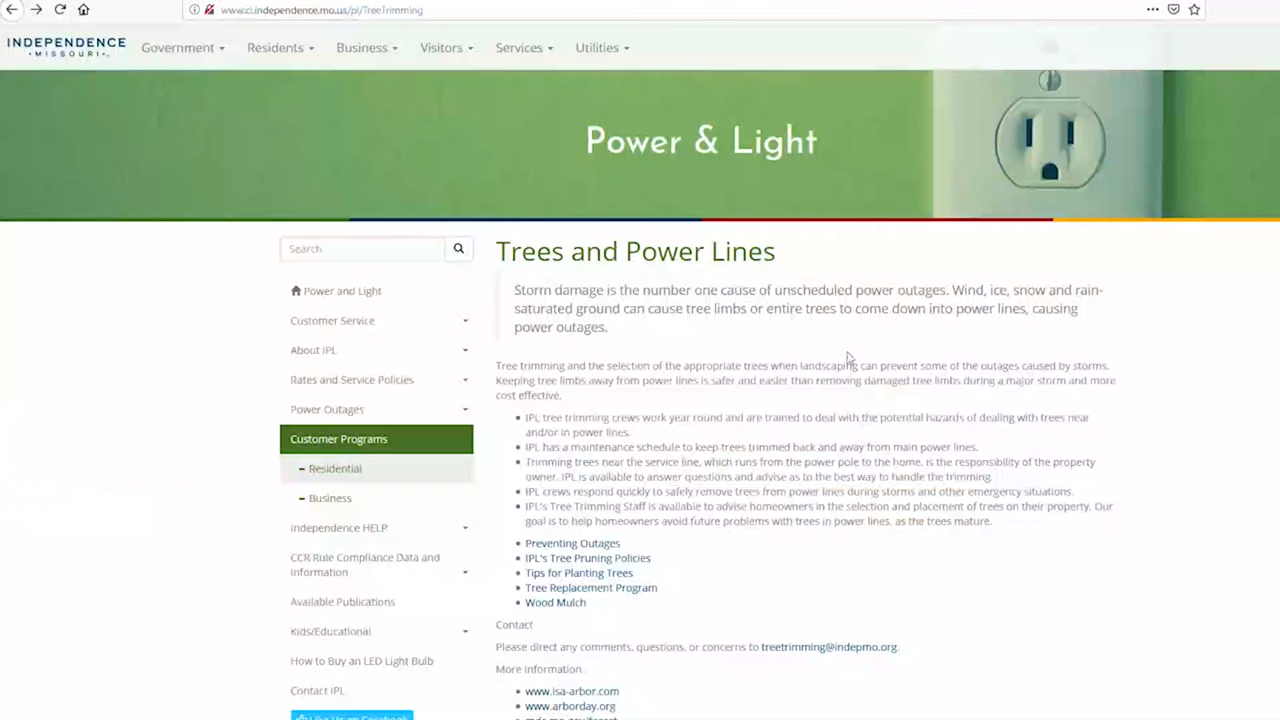 www.ci.independence.mo.us/pl/TreeTrimming
INDEPENDENCE
MISSOURI
Government
Residents
Business
Visitors
Services
Utilities
Power & Light
Search
Power and Light
Customer Service
About IPL
Rates and Service Policies
Power Outages
Customer Programs
Residential
Business
Independence HELP
CCR Rule Compliance Data and
Information
Available Publications
Kids/Educational
How to Buy an LED Light Bulb
Contact IPL
Like Us on Facebook
Trees and Power Lines
Storm damage is the number one cause of unscheduled power outages. Wind, ice, snow and rain-
saturated ground can cause tree limbs or entire trees to come down into power lines, causing
power outages.
Tree trimming and the selection of the appropriate trees when landscaping can prevent some of the outages caused by storms.
Keeping tree limbs away from power lines is safer and easier than removing damaged tree limbs during a major storm and more
cost effective.
IPL tree trimming crews work year round and are trained to deal with the potential hazards of dealing with trees near
and/or in power lines.
IPL has a maintenance schedule to keep trees trimmed back and away from main power lines.
Trimming trees near the service line, which runs from the power pole to the home, is the responsibility of the property
owner. IPL is available to answer questions and advise as to the best way to handle the trimming.
IPL crews respond quickly to safely remove trees from power lines during storms and other emergency situations.
IPL's Tree Trimming Staff is available to advise homeowners in the selection and placement of trees on their property. Our
goal is to help homeowners avoid future problems with trees in power lines, as the trees mature.
Preventing Outages
IPL's Tree Pruning Policies
Tips for Planting Trees
Tree Replacement Program
Wood Mulch
Contact
Please direct any comments, questions, or concerns to treetrimming@indepmo.org.
More information
www.isa-arbor.com
www.arborday.org